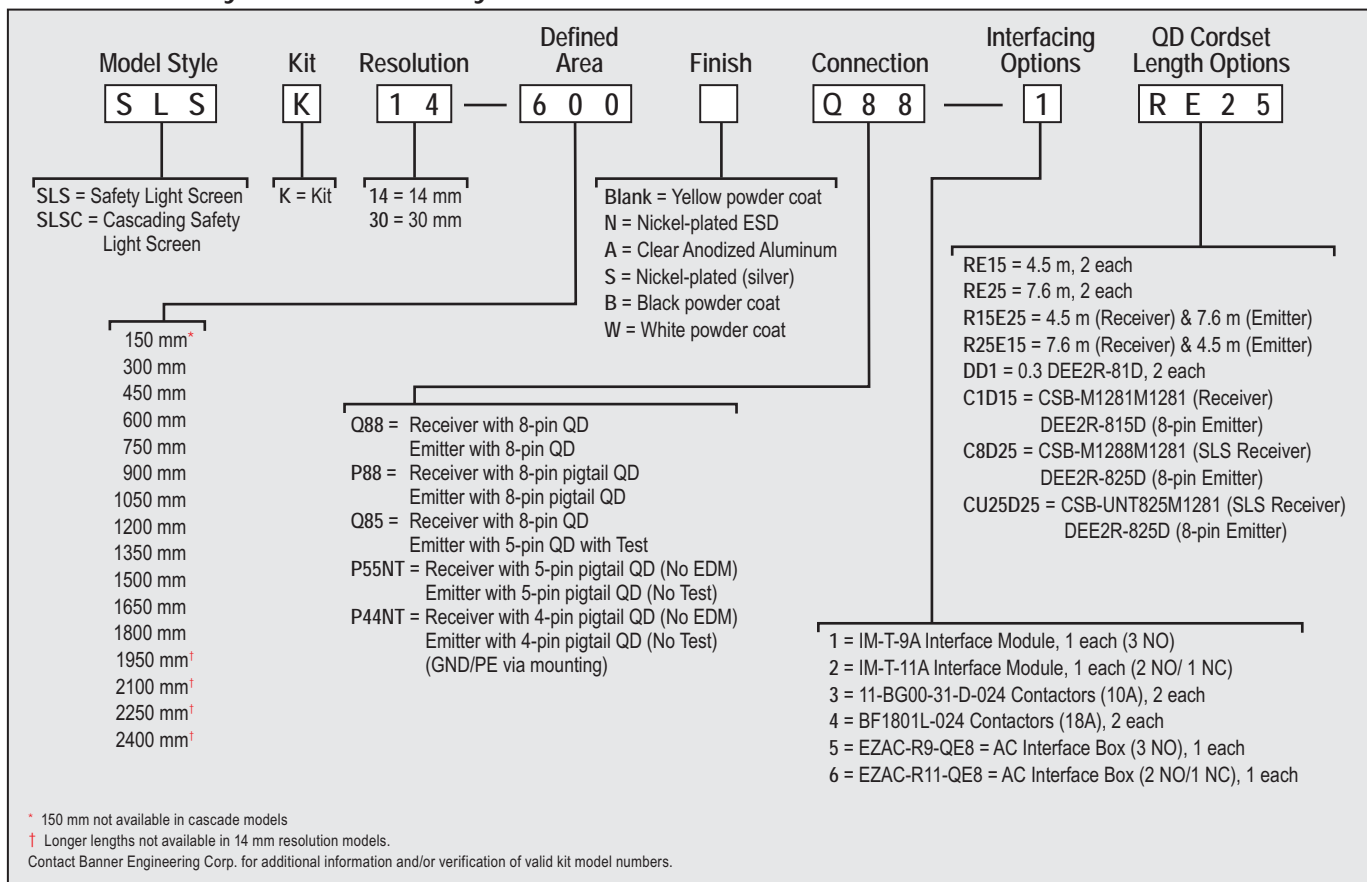 Model Style
Kit
Resolution
Defined
Area
Finish
Connection
Interfacing
Options
QD Cordset
Length Options
S L S
K
1 4 — 6 0 0
Q 8 8 — 1
R E 2 5
SLS = Safety Light Screen
SLSC = Cascading Safety
Light Screen
K = Kit
14 = 14 mm
30 = 30 mm
150 mm*
300 mm
450 mm
600 mm
750 mm
900 mm
1050 mm
1200 mm
1350 mm
1500 mm
1650 mm
1800 mm
1950 mm†
2100 mm†
2250 mm†
2400 mm†
Blank = Yellow powder coat
N = Nickel-plated ESD
A = Clear Anodized Aluminum
S = Nickel-plated (silver)
B = Black powder coat
W = White powder coat
Q88 = Receiver with 8-pin QD
Emitter with 8-pin QD
P88 = Receiver with 8-pin pigtail QD
Emitter with 8-pin pigtail QD
Q85 = Receiver with 8-pin QD
Emitter with 5-pin QD with Test
P55NT = Receiver with 5-pin pigtail QD (No EDM)
Emitter with 5-pin pigtail QD (No Test)
P44NT = Receiver with 4-pin pigtail QD (No EDM)
Emitter with 4-pin pigtail QD (No Test)
(GND/PE via mounting)
1 = IM-T-9A Interface Module, 1 each (3 NO)
2 = IM-T-11A Interface Module, 1 each (2 NO/ 1 NC)
3 = 11-BG00-31-D-024 Contactors (10A), 2 each
4 = BF1801L-024 Contactors (18A), 2 each
5 = EZAC-R9-QE8 = AC Interface Box (3 NO), 1 each
6 = EZAC-R11-QE8 = AC Interface Box (2 NO/1 NC), 1 each
RE15 = 4.5 m, 2 each
RE25 = 7.6 m, 2 each
R15E25 = 4.5 m (Receiver) & 7.6 m (Emitter)
R25E15 = 7.6 m (Receiver) & 4.5 m (Emitter)
DD1 = 0.3 DEE2R-81D, 2 each
C1D15 = CSB-M1281M1281 (Receiver)
DEE2R-815D (8-pin Emitter)
C8D25 = CSB-M1288M1281 (SLS Receiver)
DEE2R-825D (8-pin Emitter)
CU25D25 = CSB-UNT825M1281 (SLS Receiver)
DEE2R-825D (8-pin Emitter)
* 150 mm not available in cascade models
† Longer lengths not available in 14 mm resolution models.
Contact Banner Engineering Corp. for additional information and/or verification of valid kit model numbers.